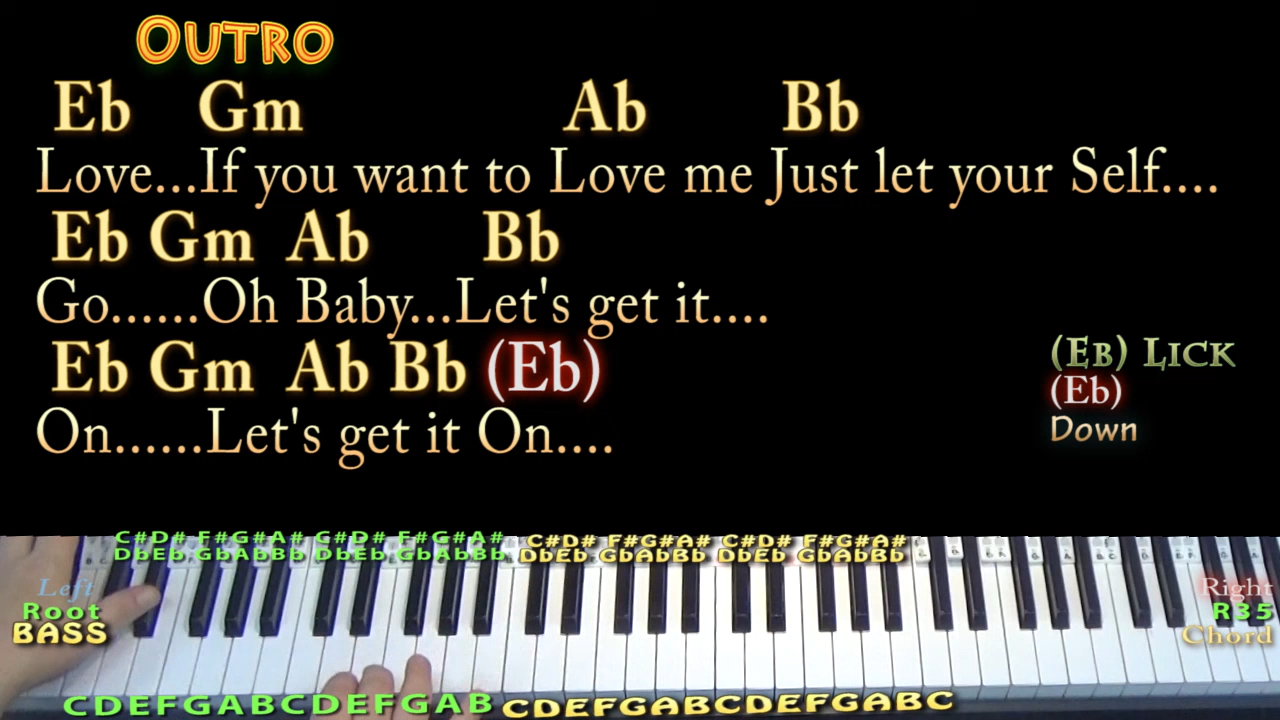 OUTRO
Eb Gm Ab Bb
Love...If you want to Love me Just let your Self....
Eb Gm Ab Bb
Go......Oh Baby...Let's get it....
Eb Gm Ab Bb (Eb)
On......Let's get it On....
(EB) LICK
(Eb)
Down
C#D# F#G#A# C#D# F#G#A# C#D# F#G#A# C#D# F#G#A#
DbEb GbAbBb DbEb GbAbBb DbEb GbAbBb DbEb GbAbBb
Left
Root
BASS
Right
R35
Chord
CDEFGABCDEFGAB CDEFGABCDEFGABC